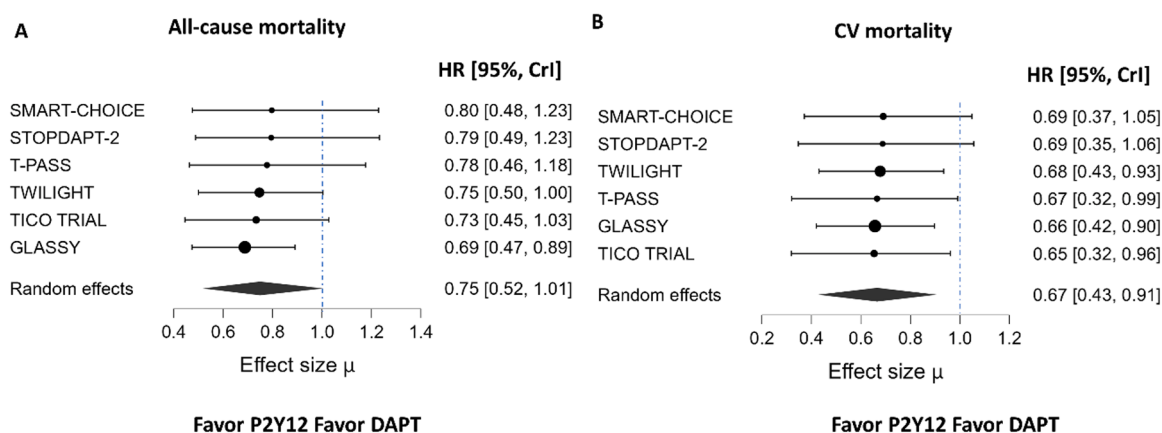 A
All-cause mortality
HR [95%, CrI]
SMART-CHOICE 0.80 [0.48, 1.23]
STOPDAPT-2 0.79 [0.49, 1.23]
T-PASS 0.78 [0.46, 1.18]
TWILIGHT 0.75 [0.50, 1.00]
TICO TRIAL 0.73 [0.45, 1.03]
GLASSY 0.69 [0.47, 0.89]
Random effects 0.75 [0.52, 1.01]
0.4 0.6 0.8 1.0 1.2 1.4
Effect size μ
Favor P2Y12 Favor DAPT
B
CV mortality
HR [95%, CrI]
SMART-CHOICE 0.69 [0.37, 1.05]
STOPDAPT-2 0.69 [0.35, 1.06]
TWILIGHT 0.68 [0.43, 0.93]
T-PASS 0.67 [0.32, 0.99]
GLASSY 0.66 [0.42, 0.90]
TICO TRIAL 0.65 [0.32, 0.96]
Random effects 0.67 [0.43, 0.91]
0.2 0.4 0.6 0.8 1.0 1.2
Effect size μ
Favor P2Y12 Favor DAPT